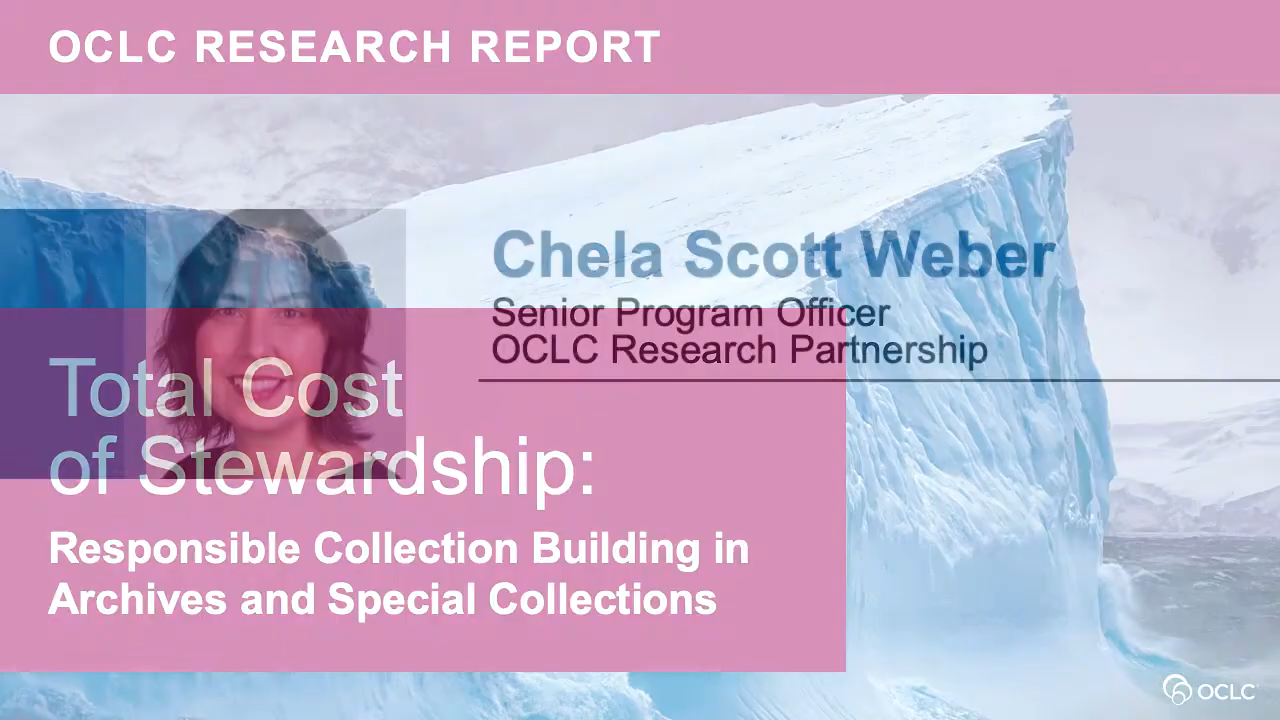 OCLC RESEARCH REPORT
Chela Scott Weber
Senior Program Officer
OCLC Research Partnership
Total Cost
of Stewardship:
Responsible Collection Building in
Archives and Special Collections
OCLC